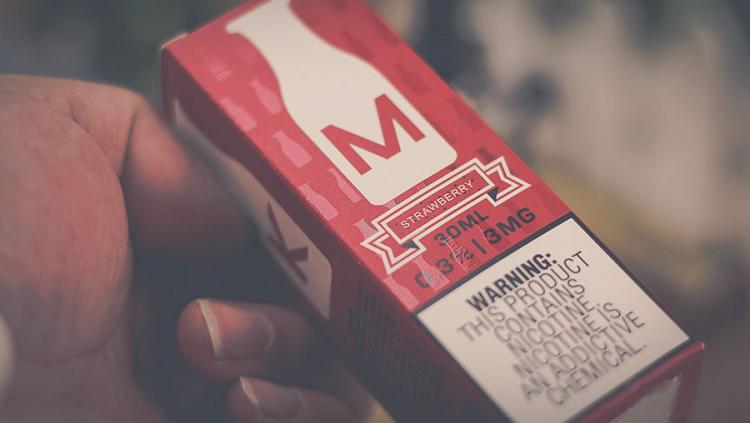 M
STRAWBERRY
30ML
0.3% | 3MG
WARNING:
THIS PRODUCT
CONTAINS
NICOTINE.
NICOTINE IS
AN ADDICTIVE
CHEMICAL.
K